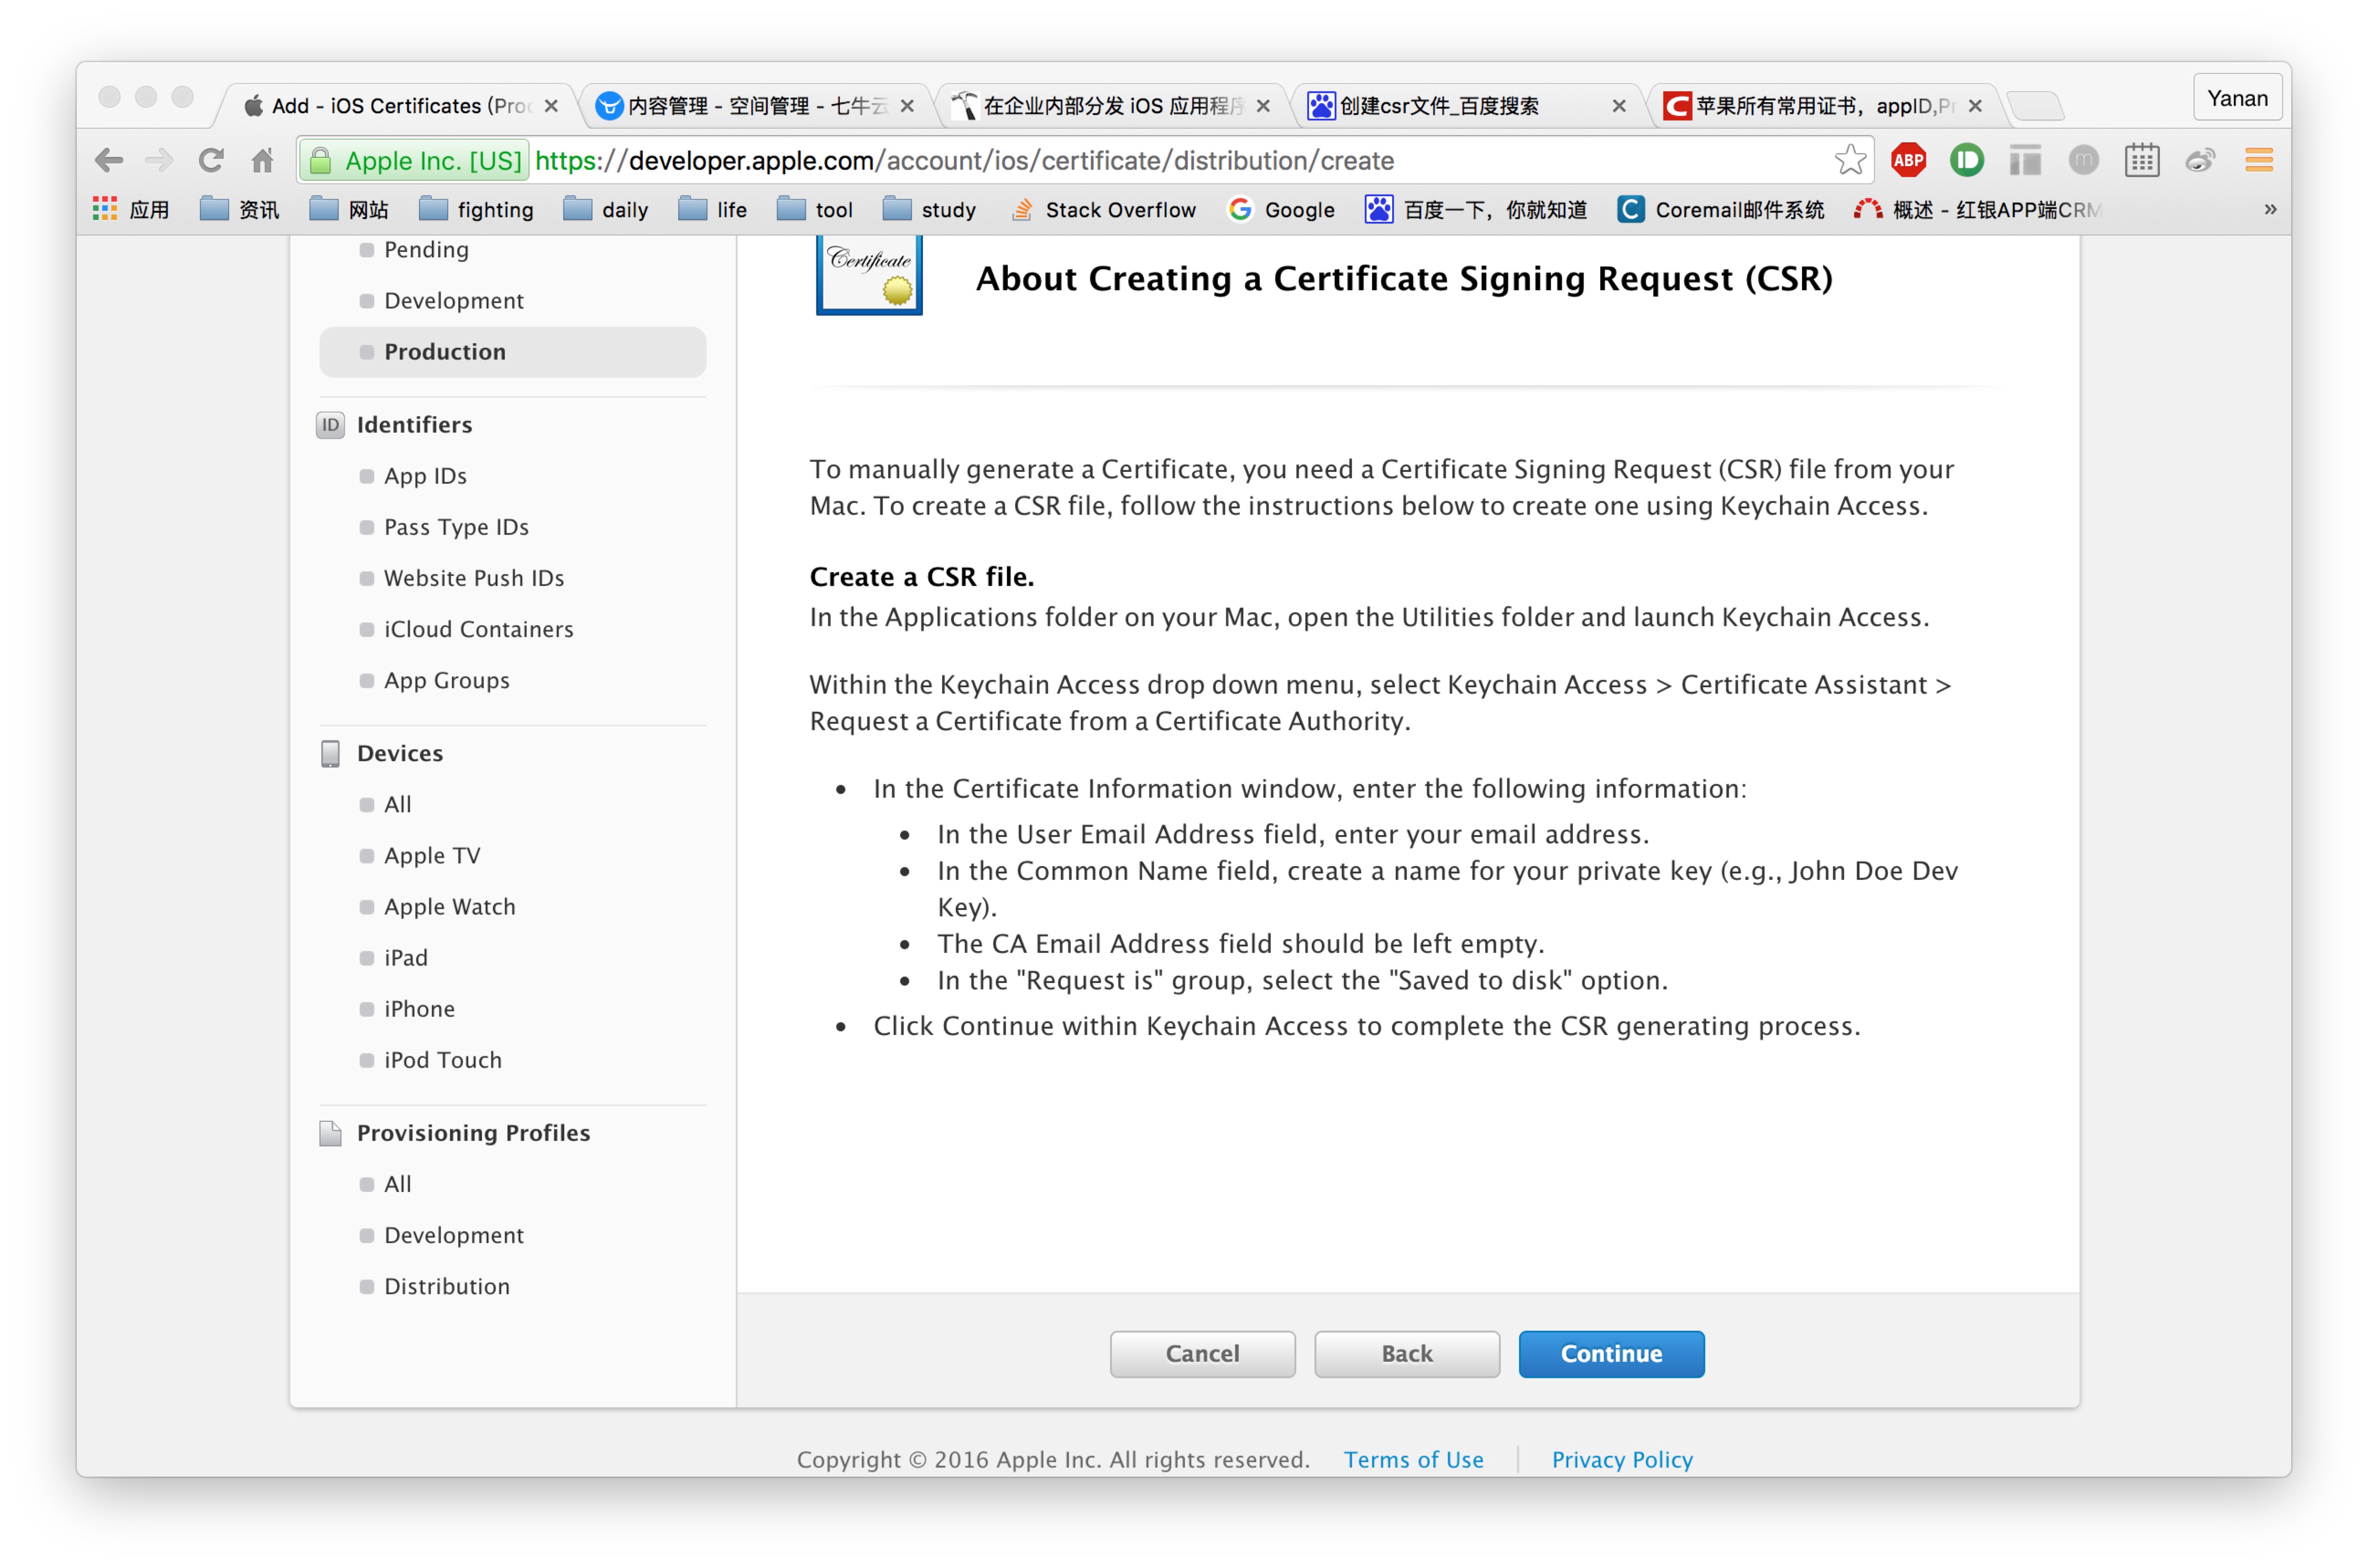 Add - iOS Certificates (Proc
内容管理 - 空间管理 - 七牛云
在企业内部分发 iOS 应用程序
创建csr文件_百度搜索
苹果所有常用证书，appID,Pr
Yanan
Apple Inc. [US]
https://developer.apple.com/account/ios/certificate/distribution/create
ABP
应用
资讯
网站
fighting
daily
life
tool
study
Stack Overflow
Google
百度一下，你就知道
Coremail邮件系统
概述 - 红银APP端CRM
»
Pending
Development
Production
ID Identifiers
App IDs
Pass Type IDs
Website Push IDs
iCloud Containers
App Groups
Devices
All
Apple TV
Apple Watch
iPad
iPhone
iPod Touch
Provisioning Profiles
All
Development
Distribution
Certificate
About Creating a Certificate Signing Request (CSR)
To manually generate a Certificate, you need a Certificate Signing Request (CSR) file from your
Mac. To create a CSR file, follow the instructions below to create one using Keychain Access.
Create a CSR file.
In the Applications folder on your Mac, open the Utilities folder and launch Keychain Access.
Within the Keychain Access drop down menu, select Keychain Access > Certificate Assistant >
Request a Certificate from a Certificate Authority.
• In the Certificate Information window, enter the following information:
• In the User Email Address field, enter your email address.
• In the Common Name field, create a name for your private key (e.g., John Doe Dev
Key).
• The CA Email Address field should be left empty.
• In the "Request is" group, select the "Saved to disk" option.
• Click Continue within Keychain Access to complete the CSR generating process.
Cancel
Back
Continue
Copyright © 2016 Apple Inc. All rights reserved.
Terms of Use
Privacy Policy